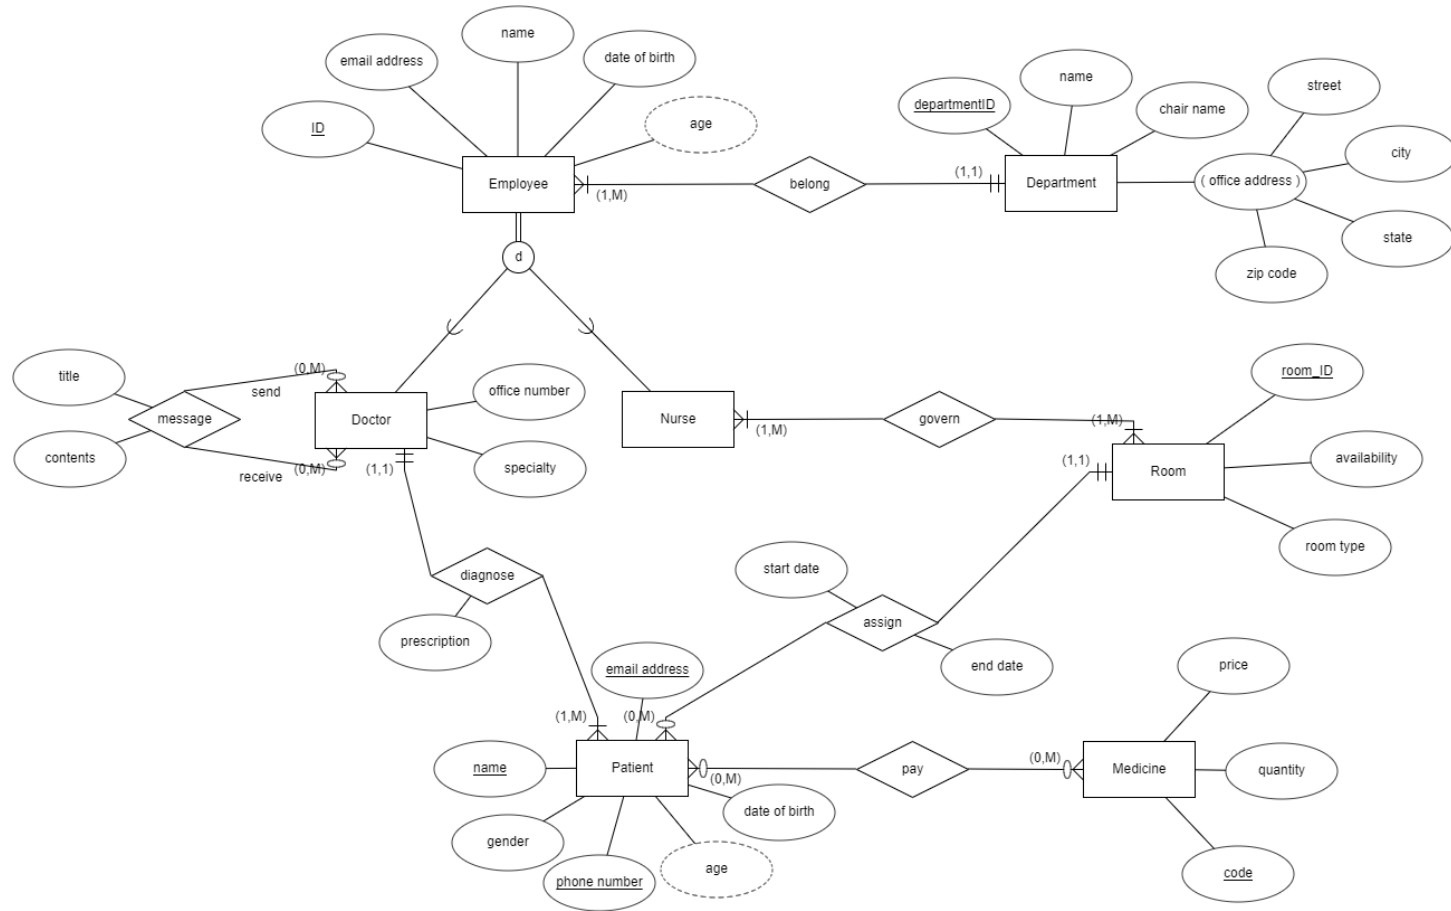 name
email address
date of birth
ID
age
Employee
(1,M)
belong
(1,1)
Department
departmentID
name
chair name
street
city
( office address )
state
zip code
d
title
contents
message
send
(0,M)
receive
(0,M)
Doctor
(1,1)
office number
specialty
Nurse
(1,M)
govern
(1,M)
(1,1)
Room
room_ID
availability
room type
diagnose
prescription
start date
assign
end date
email address
(1,M)
(0,M)
name
Patient
(0,M)
gender
phone number
age
date of birth
pay
(0,M)
Medicine
price
quantity
code